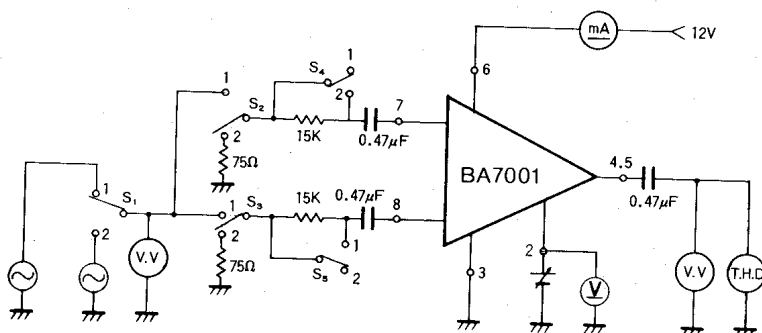 mA
12V
1
S₄
6
1
2
7
S₂
15K
0.47μF
2
BA7001
75Ω
4.5
0.47μF
1
S₁
1
S₃
15K
0.47μF
8
2
2
1
V.V
75Ω
S₅
2
3
2
V
V.V
T.H.D